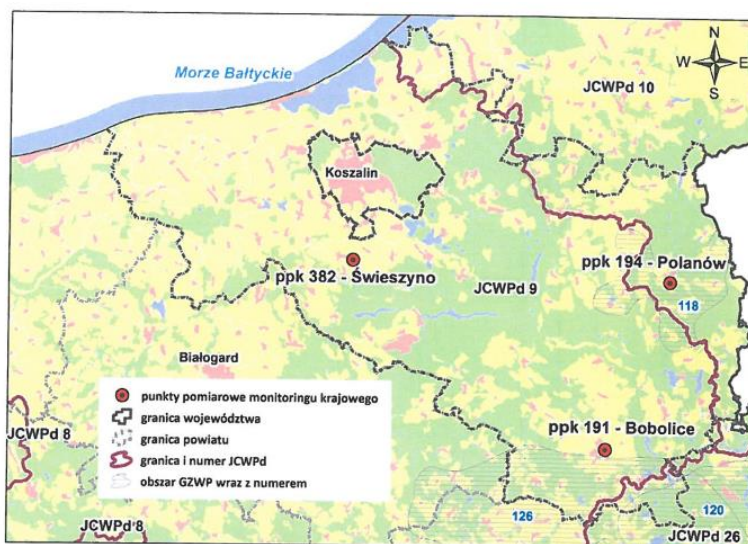 N
Morze Bałtyckie
W E
S
JCWPd 10
Koszalin
ppk 382 - Świeszyno
ppk 194 - Polanów
JCWPd 9
118
Białogard
punkty pomiarowe monitoringu krajowego
granica województwa
granica powiatu
granica i numer JCWPd
obszar GZWP wraz z numerem
JCWPd 8
ppk 191 - Bobolice
JCWPd 8
126
120
JCWPd 26